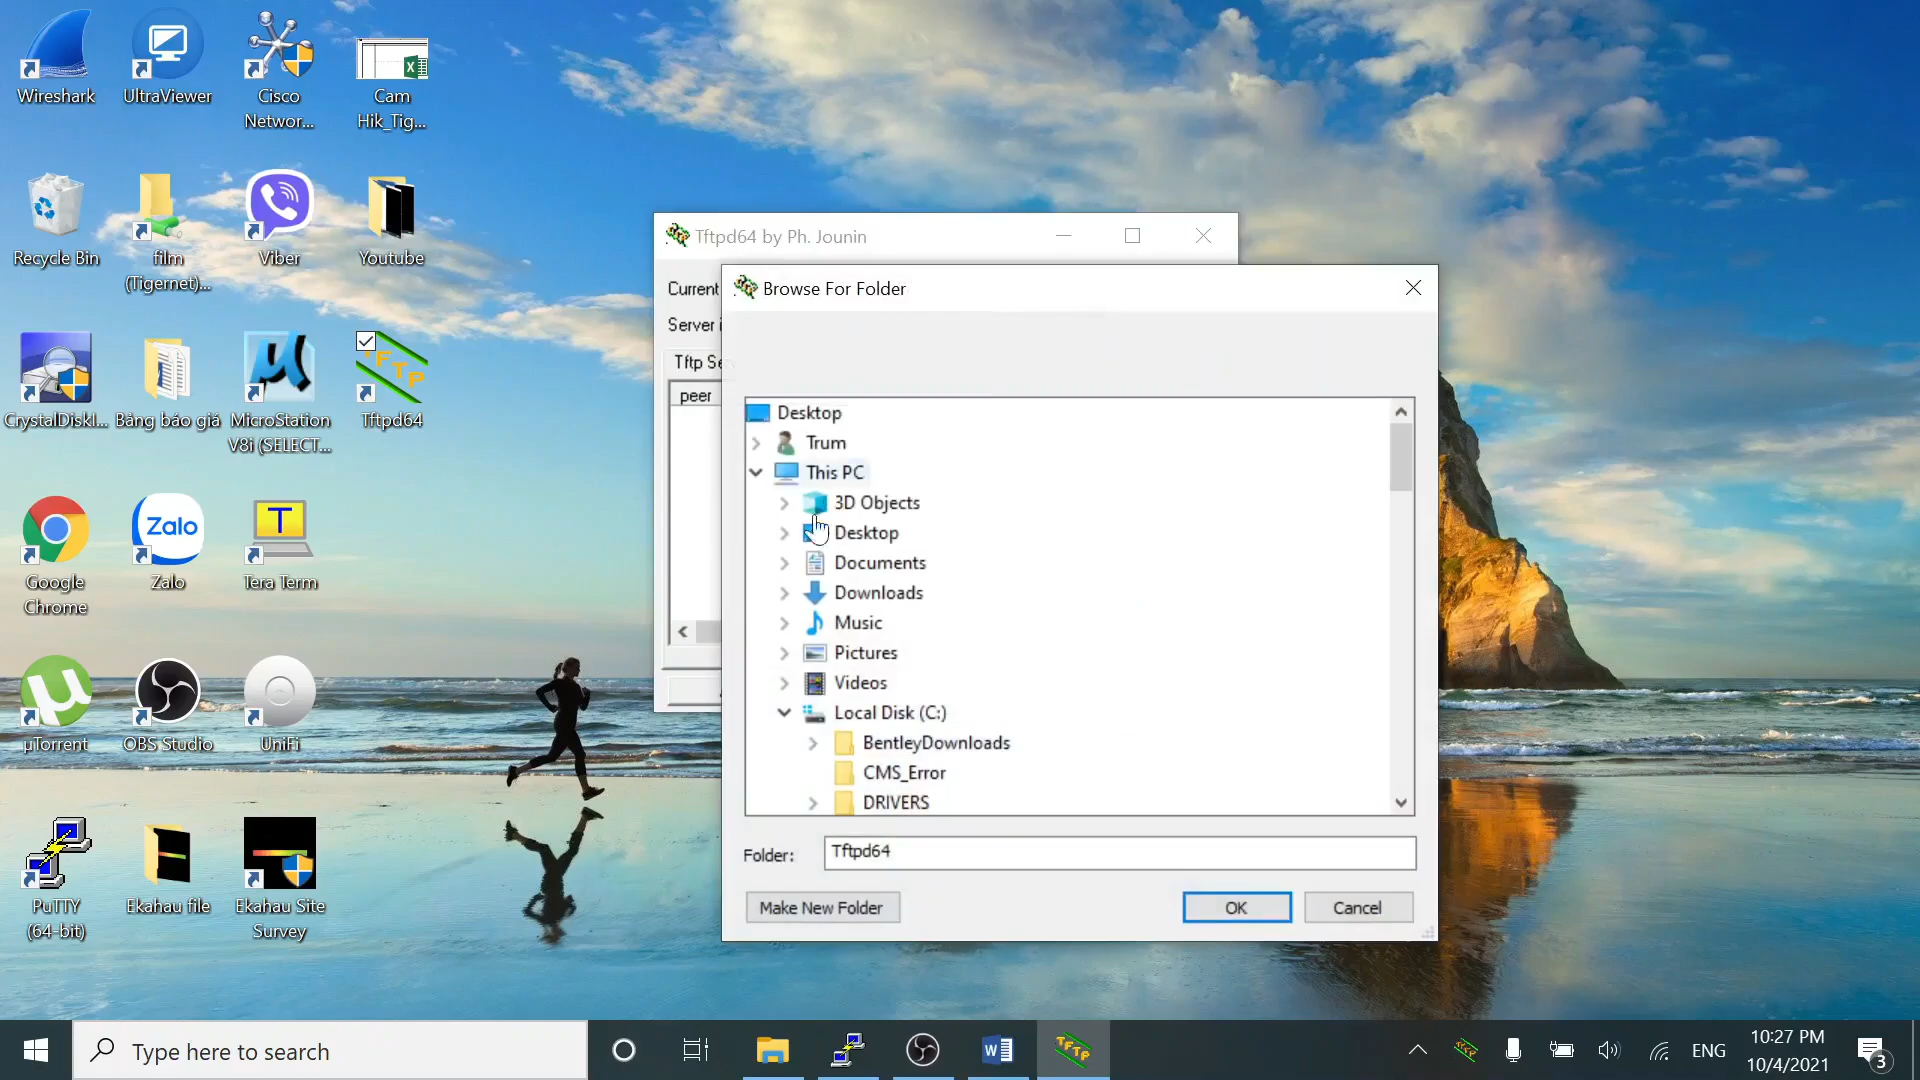 Wireshark
UltraViewer
Cisco
Networ...
Cam
Hik_Tig...
Recycle Bin
film
(Tigernet)...
Viber
Youtube
CrystalDiskI...
Bảng báo giá
MicroStation
V8i (SELECT...
TFTP
Tftpd64
Google
Chrome
Zalo
Zalo
T
Tera Term
µTorrent
OBS Studio
UniFi
PuTTY
(64-bit)
Ekahau file
Ekahau Site
Survey
Tftpd64 by Ph. Jounin
Current
Server i
Tftp Se
peer
Browse For Folder
Desktop
Trum
This PC
3D Objects
Desktop
Documents
Downloads
Music
Pictures
Videos
Local Disk (C:)
BentleyDownloads
CMS_Error
DRIVERS
Folder: Tftpd64
Make New Folder
OK
Cancel
Type here to search
TFTP
ENG
10:27 PM
10/4/2021
3